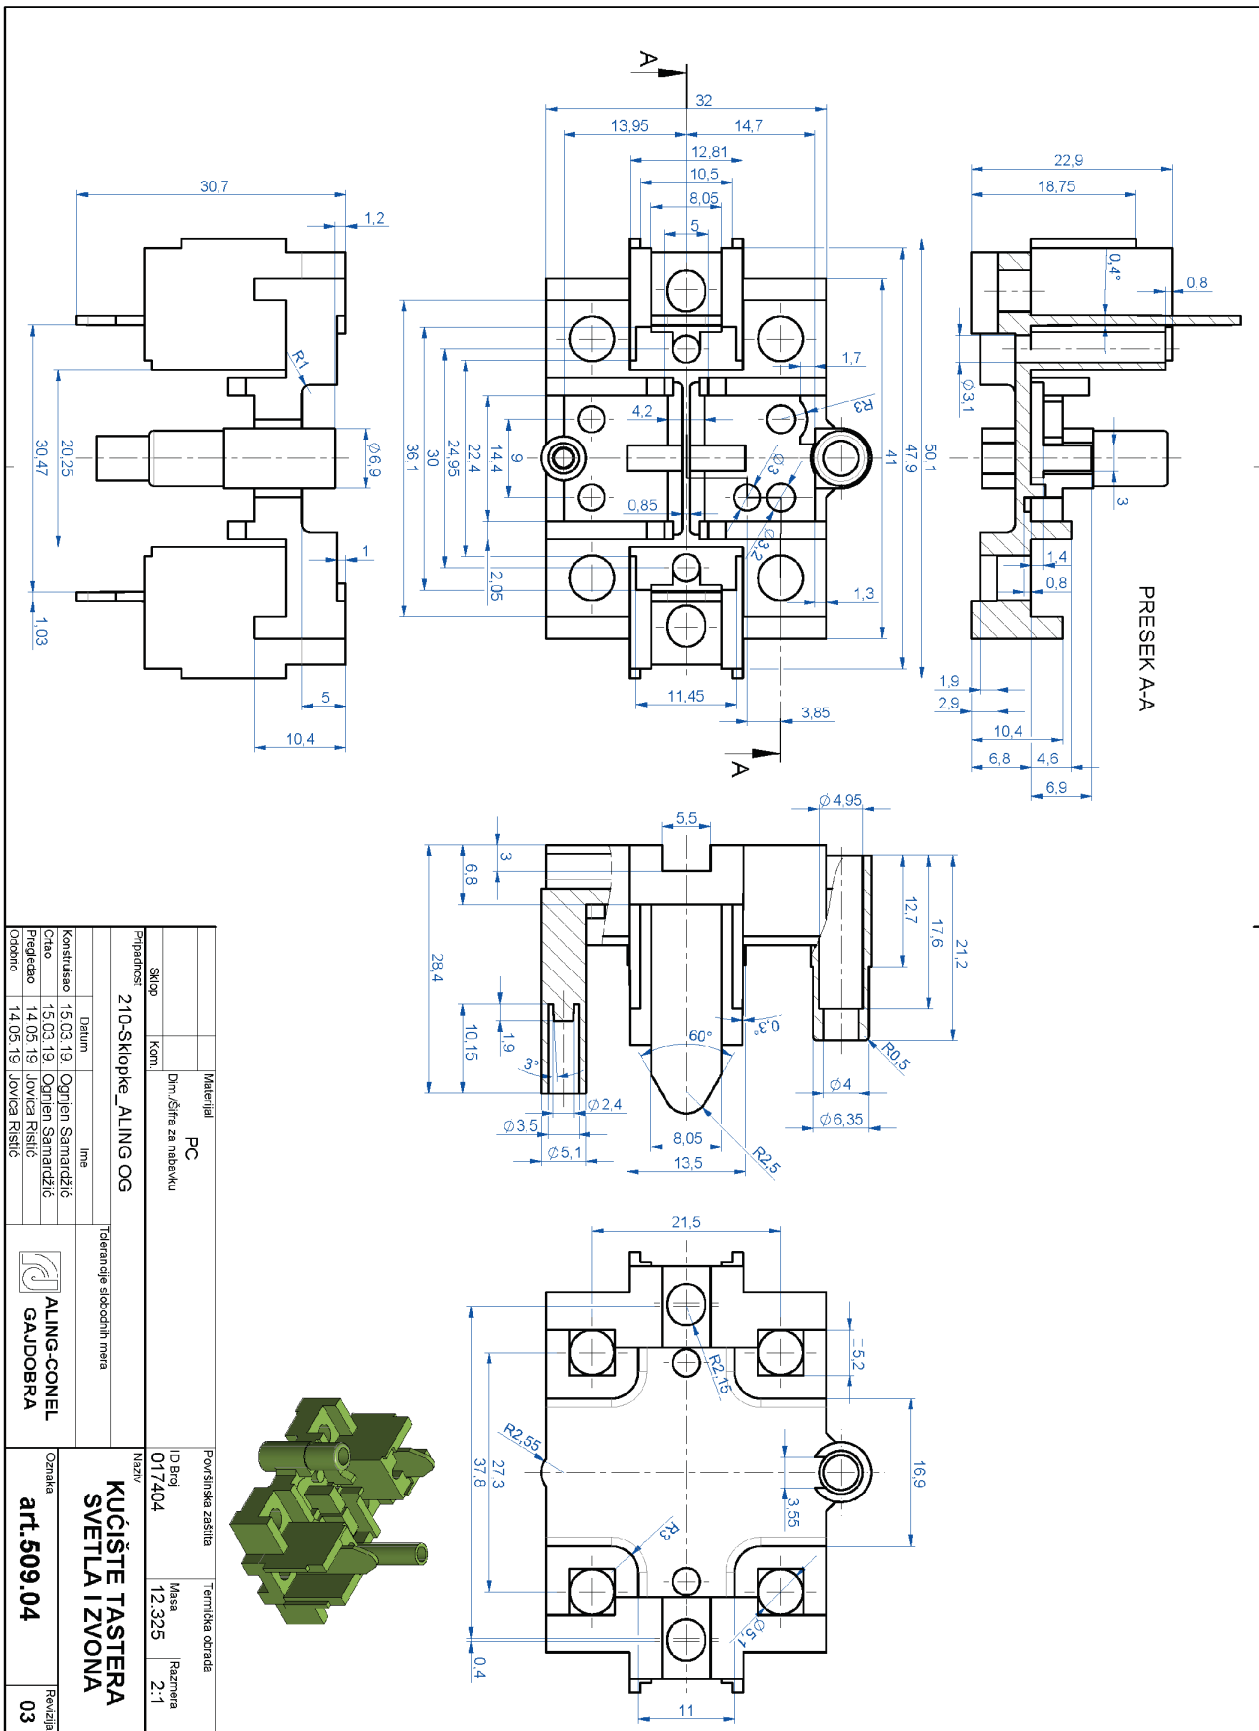 A
32
13,95
14,7
12,81
10,5
8,05
5
30,7
1,2
R1
20,25
30,47
Ø6,9
1
1,03
5
10,4
1,7
R3
4,2
Ø3
Ø3,2
0,85
9
14,4
22,4
24,95
30
36,1
2,05
41
47,9
50,1
1,3
11,45
3,85
A
22,9
18,75
0,4°
0,8
Ø3,1
3
1,4
0,8
1,9
2,9
10,4
6,8
4,6
6,9
PRESEK A-A
5,5
3
6,8
28,4
10,15
1,9
3°
Ø2,4
Ø3,5
Ø5,1
60°
0,3°
8,05
13,5
R2,5
Ø4,95
12,7
17,6
21,2
R0,5
Ø4
Ø6,35
21,5
5,2
R2,15
R2,55
27,3
37,8
16,9
3,55
R3
Ø5,1
0,4
11
Materijal
PC
Površinska zaštita
Termička obrada
Sklop
Kom.
Dim./Šifra za nabavku
ID Broj
017404
Masa
12.325
Razmera
2:1
Pripadnost
210-Sklopke_ALING OG
Tolerancije slobodnih mera
Naziv
KUĆIŠTE TASTERA
SVETLA I ZVONA
Datum
Ime
Konstruisao 15.03.19. Ognjen Samardžić
Crtao 15.03.19. Ognjen Samardžić
Pregledao 14.05.19. Jovica Ristić
Odobrio 14.05.19. Jovica Ristić
ALING-CONEL
GAJDOBRA
Oznaka
art.509.04
Revizija
03